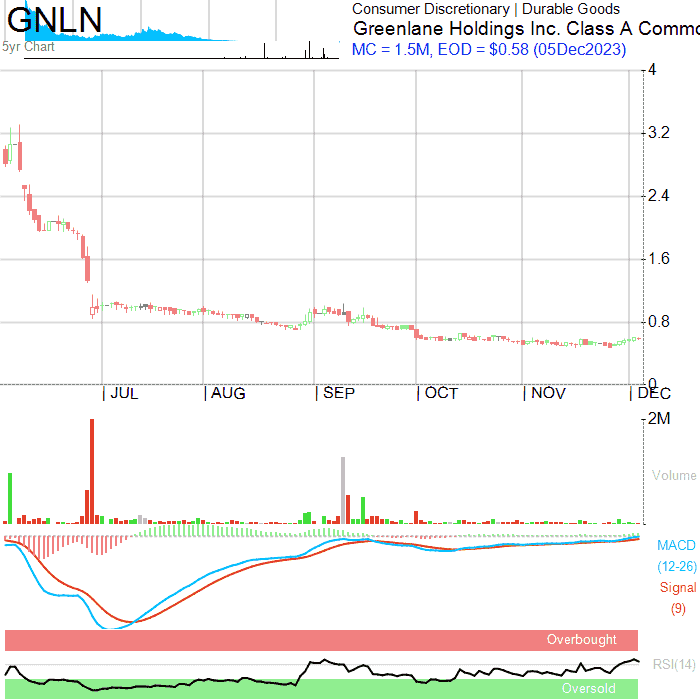 GNLN
Consumer Discretionary | Durable Goods
Greenlane Holdings Inc. Class A Commo
5yr Chart
MC = 1.5M, EOD = $0.58 (05Dec2023)
4
3.2
2.4
1.6
0.8
0
| JUL | AUG | SEP | OCT | NOV | DEC
2M
Volume
MACD
(12-26)
Signal
(9)
Overbought
RSI(14)
Oversold